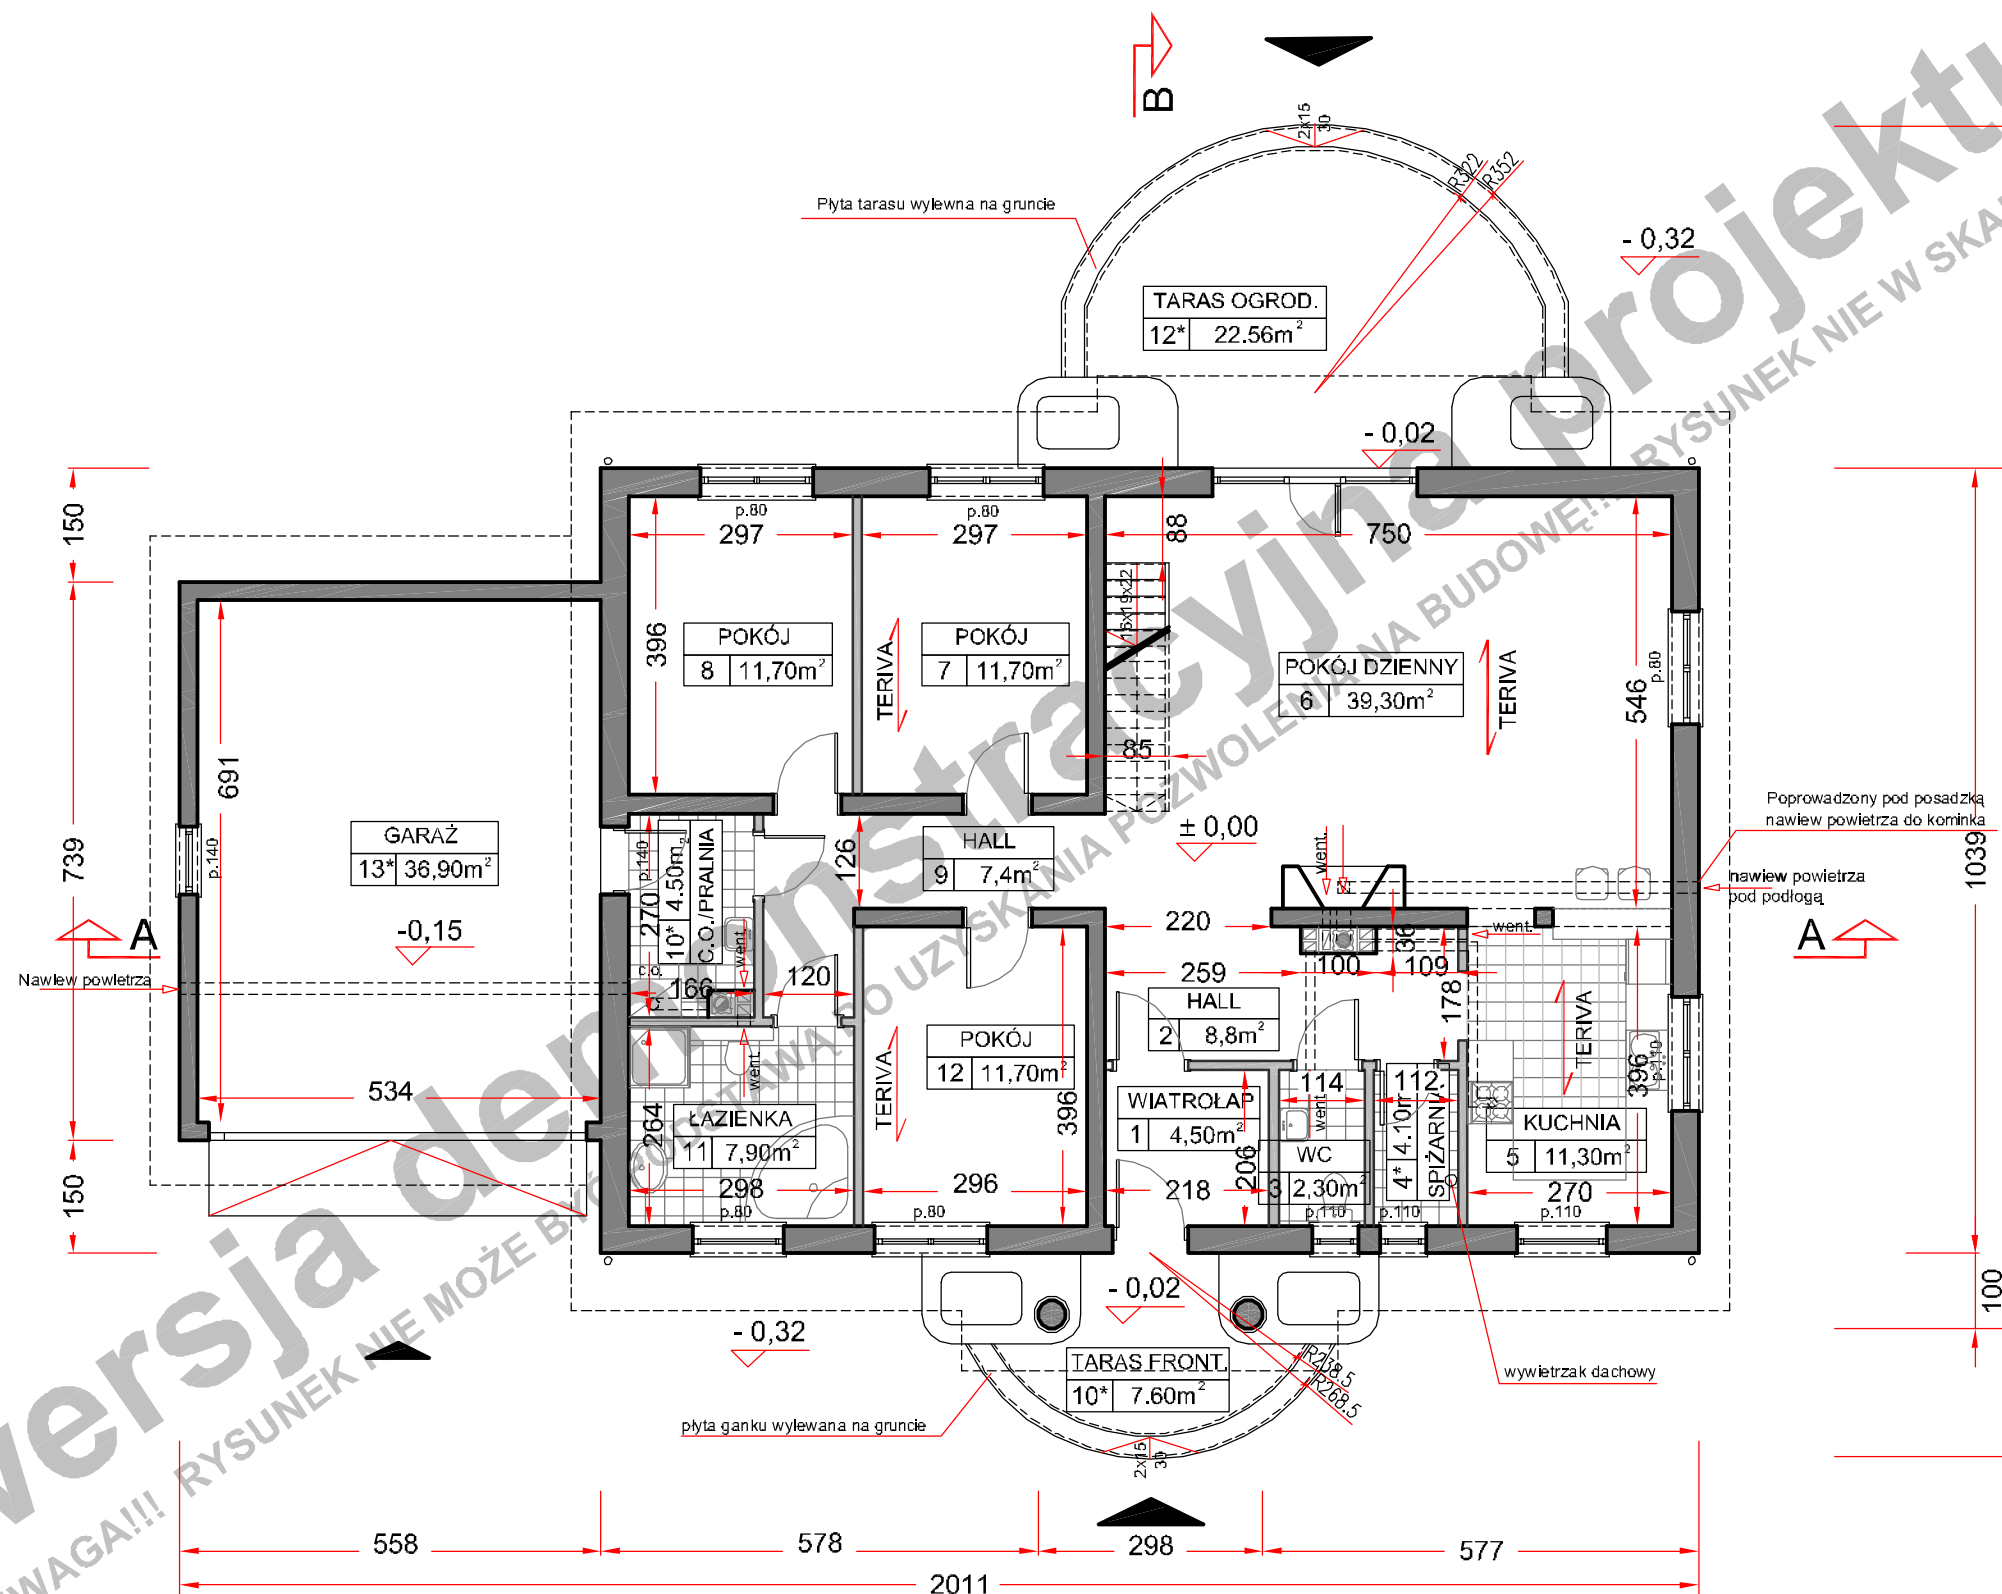 B
2x15
30
R322
R352
Płyta tarasu wylewna na gruncie
- 0,32
TARAS OGROD.
12* 22.56m²
- 0,02
150
p.80
297
p.80
297
88
750
16x19x22
396
POKÓJ
8 11,70m²
TERIVA
POKÓJ
7 11,70m²
POKÓJ DZIENNY
6 39,30m²
TERIVA
p.80
546
85
691
739
GARAŻ
13* 36,90m²
p.140
-0,15
p.140
270
10* 4.50m²
C.O./PRALNIA
126
HALL
9 7,4m²
± 0,00
went.
Poprowadzony pod posadzką
nawiew powietrza do kominka
nawiew powietrza
pod podłogą
1039
A
A
Nawiew powietrza
c.o.
166
went.
120
220
36
went.
259
100
109
HALL
2 8,8m²
178
TERIVA
534
264
went.
ŁAZIENKA
11 7,90m²
298
p.80
TERIVA
POKÓJ
12 11,70m²
396
296
p.80
WIATROŁAP
1 4,50m²
206
218
114
went.
WC
3 2,30m²
p.110
112
4* 4.10m²
SPIŻARNIA
p.110
396
KUCHNIA
5 11,30m²
270
p.110
150
100
- 0,02
- 0,32
TARAS FRONT.
10* 7.60m²
R238.5
R268.5
wywietrzak dachowy
płyta ganku wylewana na gruncie
2x15
30
558
578
298
577
2011
wersja demonstracyjna projektu
UWAGA!!! RYSUNEK NIE MOŻE BYĆ PODSTAWĄ DO UZYSKANIA POZWOLENIA NA BUDOWĘ!!! RYSUNEK NIE W SKALI